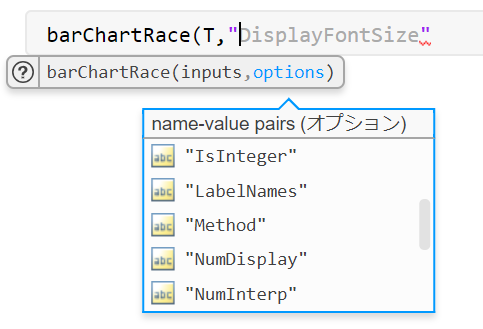 barChartRace(T,"DisplayFontSize"
barChartRace(inputs,options)
name-value pairs (オプション)
abc "IsInteger"
abc "LabelNames"
abc "Method"
abc "NumDisplay"
abc "NumInterp"